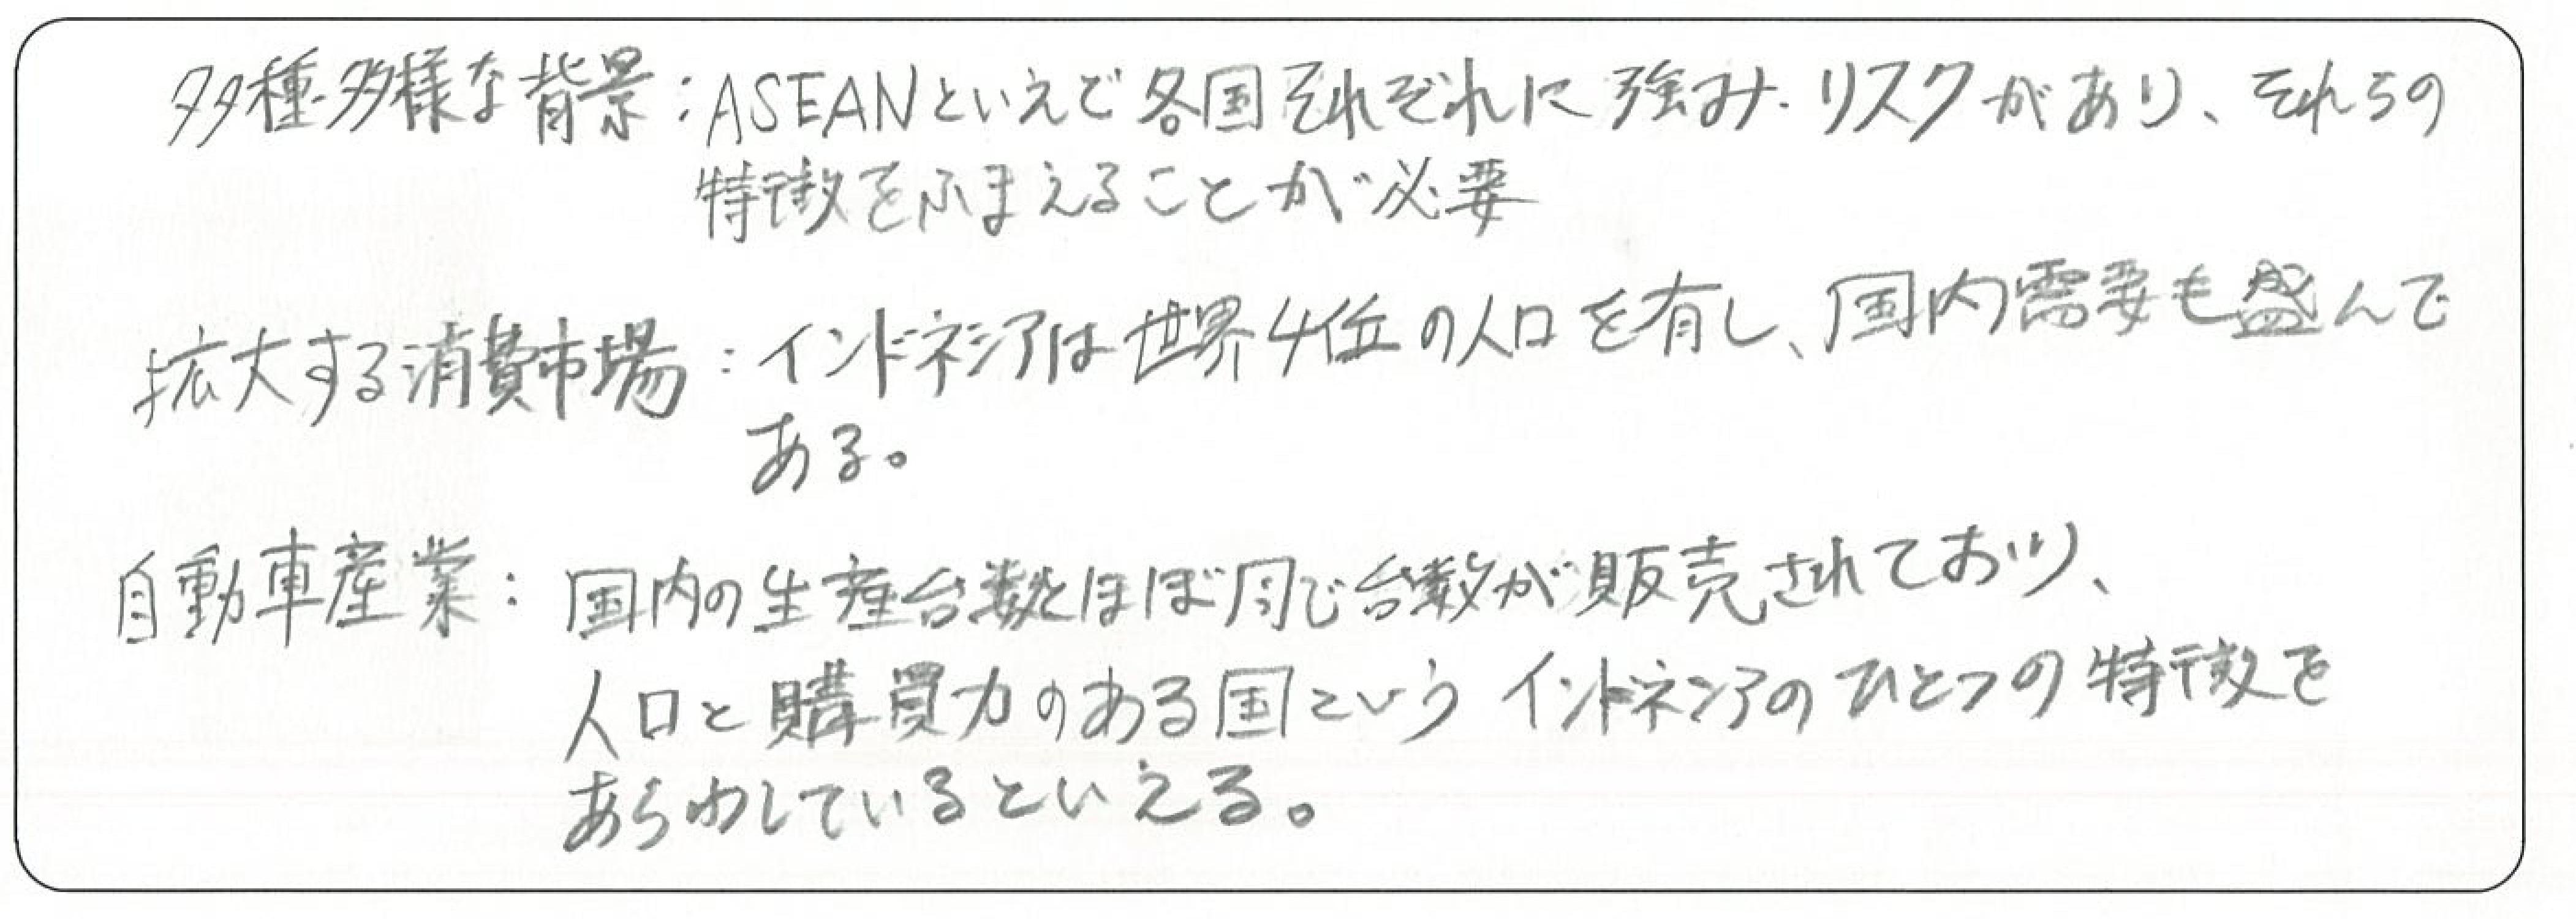 多種多様な背景：ASEANといえど各国それぞれに強み・リスクがあり、それらの
特徴をふまえることが必要
拡大する消費市場：インドネシアは世界4位の人口を有し、国内需要も盛んで
ある。
自動車産業：国内の生産台数とほぼ同じ台数が販売されており、
人口と購買力のある国というインドネシアのひとつの特徴を
あらわしているといえる。